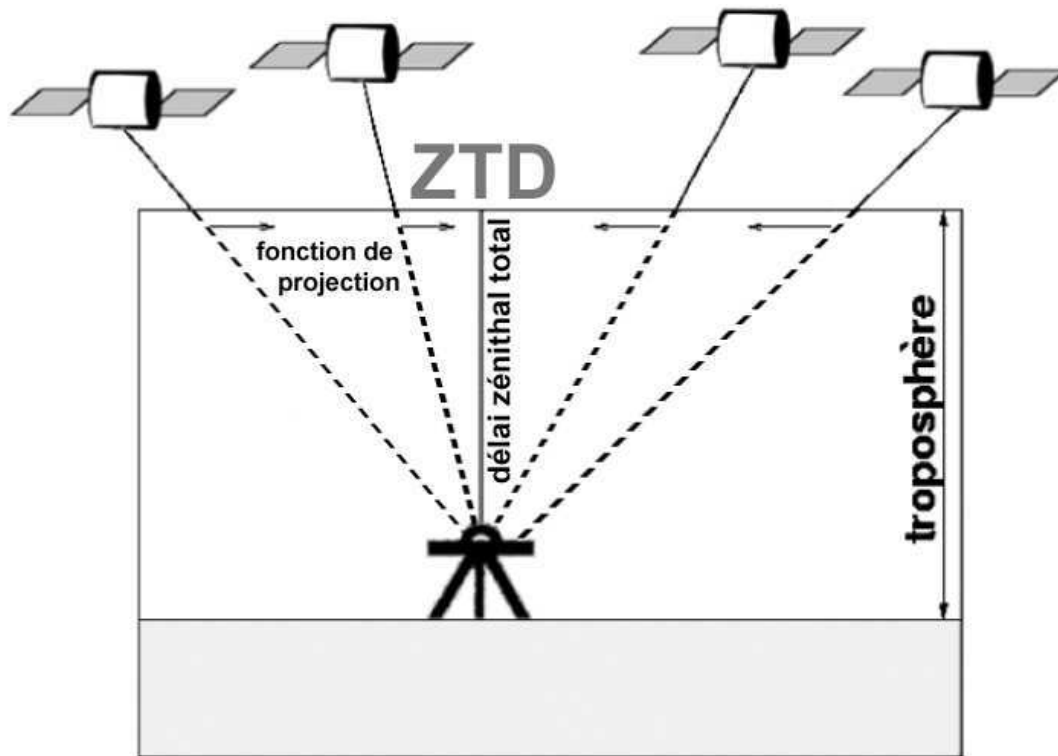 ZTD
fonction de
projection
délai zénithal total
troposphère